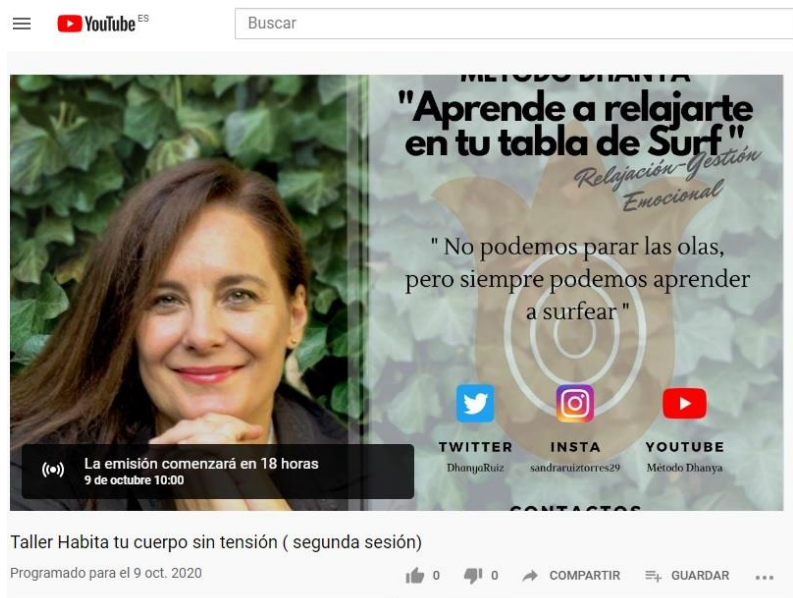 YouTube ES
Buscar
MÉTODO DHANYA
"Aprende a relajarte
en tu tabla de Surf"
Relajación-Gestión
Emocional
" No podemos parar las olas,
pero siempre podemos aprender
a surfear "
TWITTER INSTA YOUTUBE
DhanyaRuiz sandraruiztorres29 Método Dhanya
La emisión comenzará en 18 horas
9 de octubre 10:00
CONTACTOS
Taller Habita tu cuerpo sin tensión ( segunda sesión)
Programado para el 9 oct. 2020
0 0 COMPARTIR GUARDAR